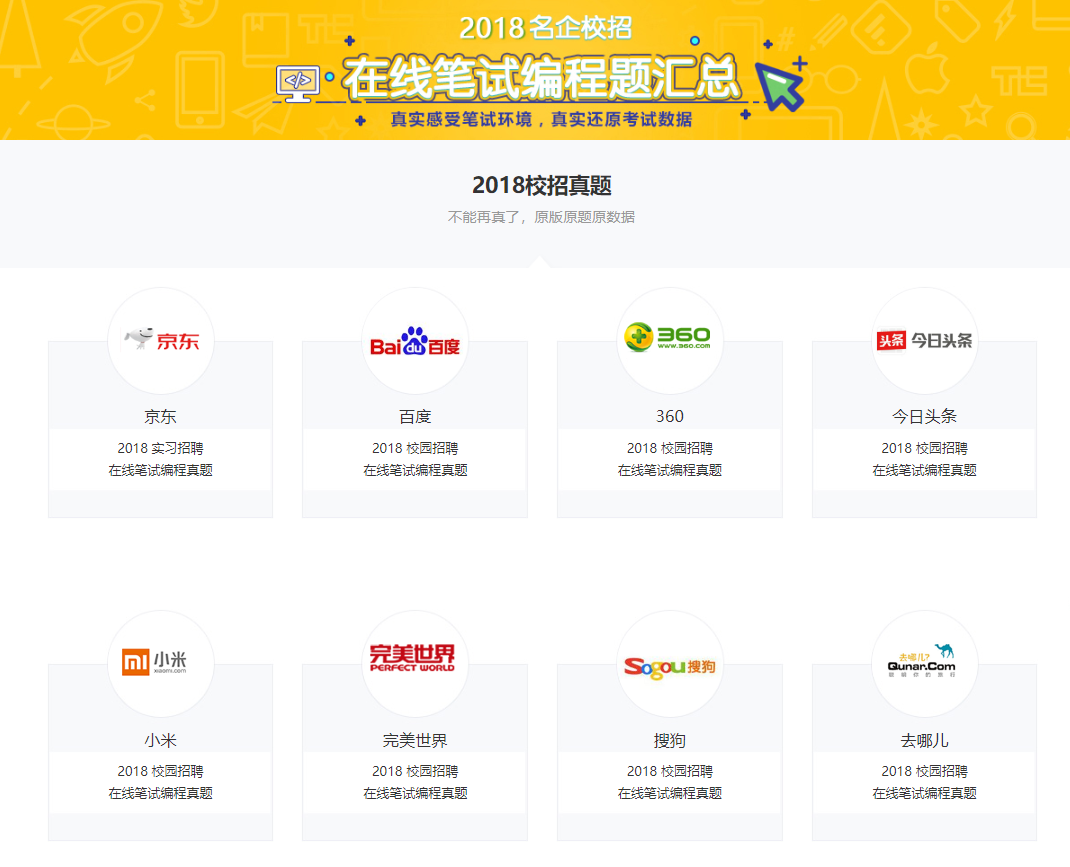 2018名企校招
在线笔试编程题汇总
真实感受笔试环境，真实还原考试数据
2018校招真题
不能再真了，原版原题原数据
京东
Bai du 百度
360
www.360.com
头条 今日头条
京东
百度
360
今日头条
2018 实习招聘
2018 校园招聘
2018 校园招聘
2018 校园招聘
在线笔试编程真题
在线笔试编程真题
在线笔试编程真题
在线笔试编程真题
小米
xiaomi.com
完美世界
PERFECT WORLD
Sogou 搜狗
去哪儿?
Qunar.Com
小米
完美世界
搜狗
去哪儿
2018 校园招聘
2018 校园招聘
2018 校园招聘
2018 校园招聘
在线笔试编程真题
在线笔试编程真题
在线笔试编程真题
在线笔试编程真题